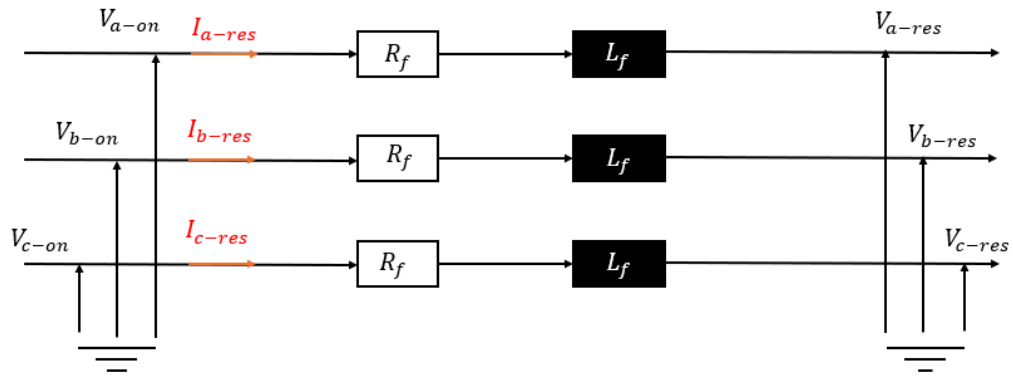 V_{a-on} I_{a-res} R_f L_f V_{a-res}
V_{b-on} I_{b-res} R_f L_f V_{b-res}
V_{c-on} I_{c-res} R_f L_f V_{c-res}